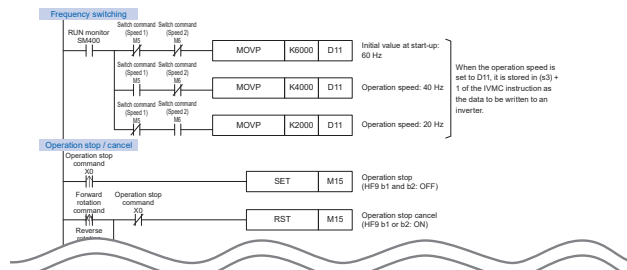 Frequency switching
RUN monitor
SM400
Switch command
(Speed 1)
M5
Switch command
(Speed 2)
M6
MOVP K6000 D11
Initial value at start-up:
60 Hz
Switch command
(Speed 1)
M5
Switch command
(Speed 2)
M6
MOVP K4000 D11
Operation speed: 40 Hz
Switch command
(Speed 1)
M5
Switch command
(Speed 2)
M6
MOVP K2000 D11
Operation speed: 20 Hz
When the operation speed is
set to D11, it is stored in (s3) +
1 of the IVMC instruction as
the data to be written to an
inverter.
Operation stop / cancel
Operation stop
command
X0
SET M15
Operation stop
(HF9 b1 and b2: OFF)
Forward
rotation
command
Operation stop
command
X0
RST M15
Operation stop cancel
(HF9 b1 or b2: ON)
Reverse